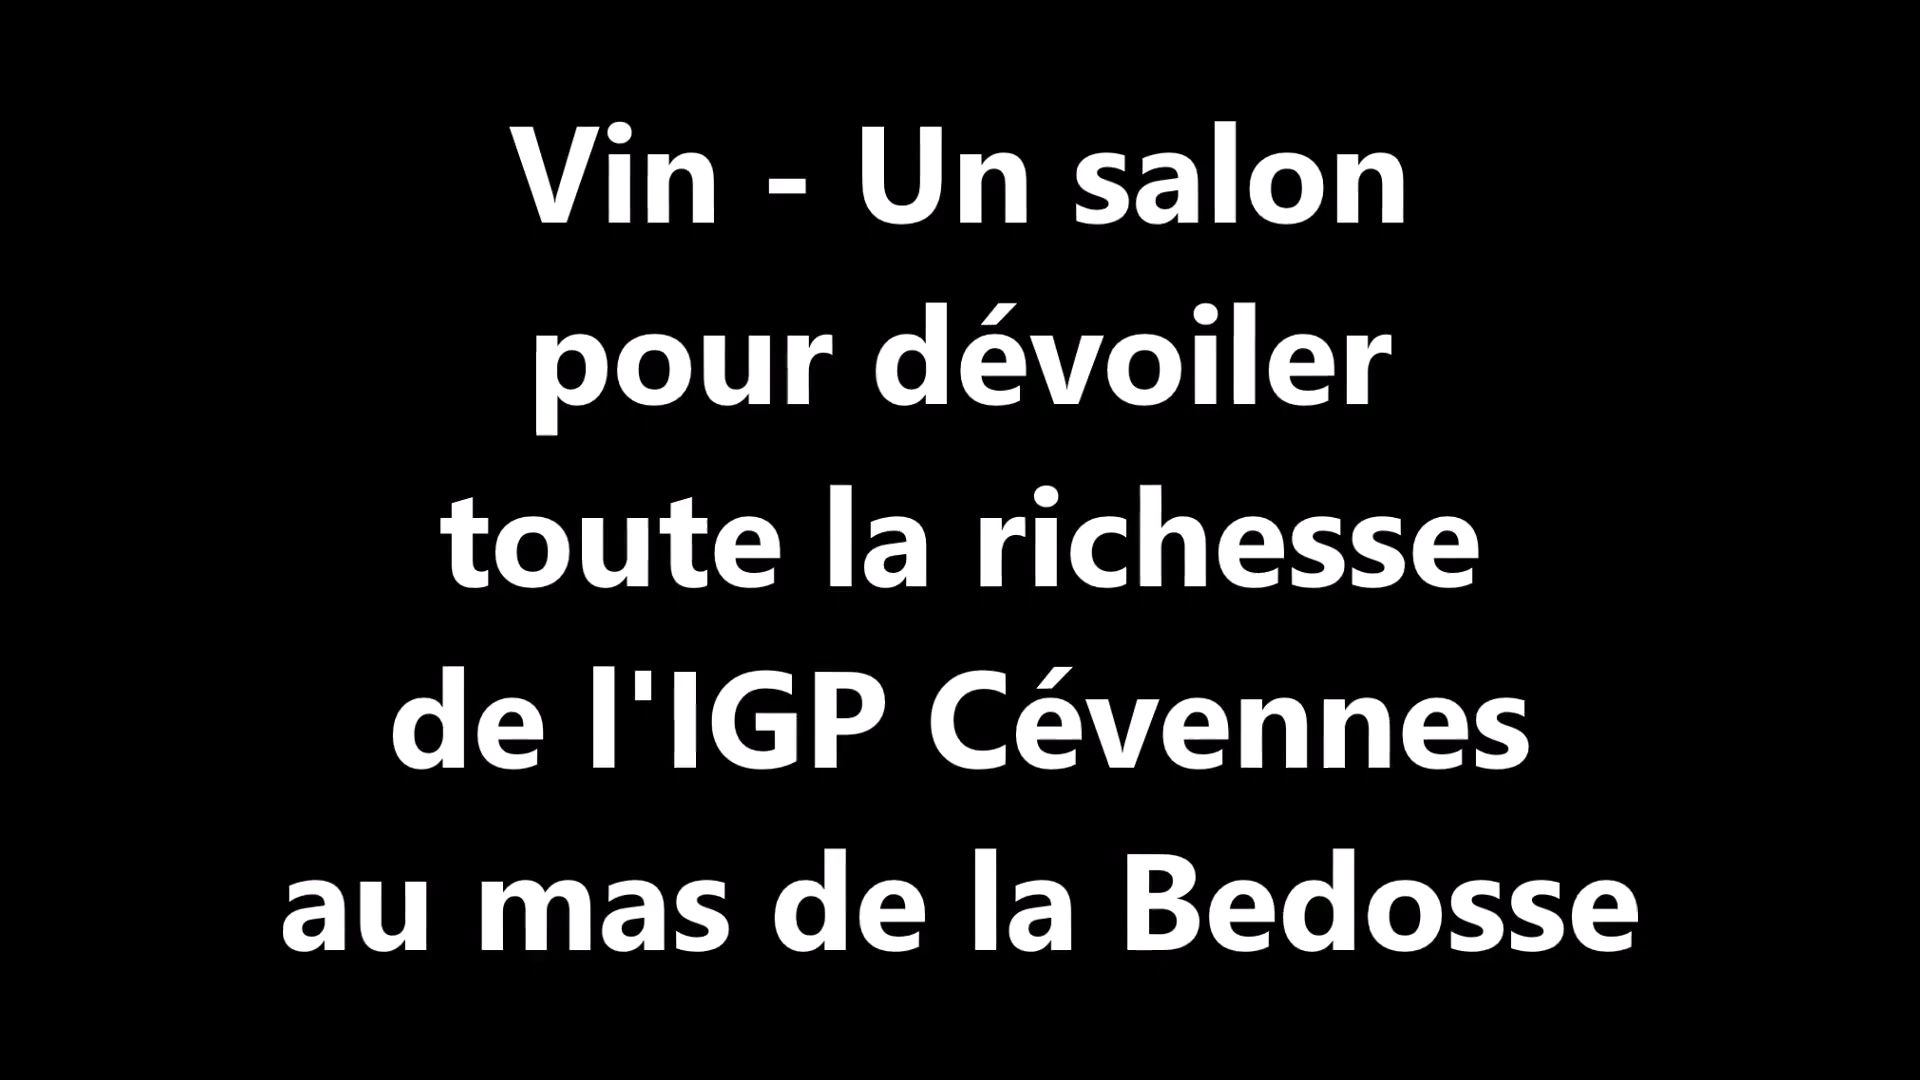 Vin - Un salon
pour dévoiler
toute la richesse
de l'IGP Cévennes
au mas de la Bedosse